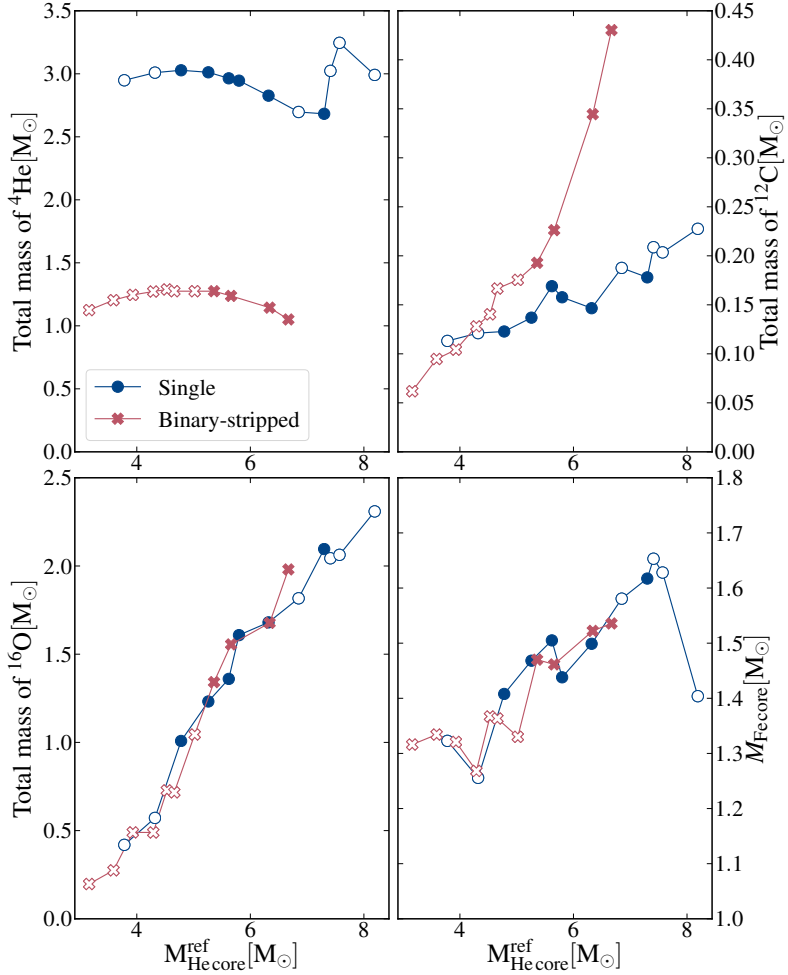 3.5
3.0
2.5
2.0
1.5
1.0
0.5
0.0
Total mass of ⁴He[M☉]
4 6 8
Single
Binary-stripped
0.45
0.40
0.35
0.30
0.25
0.20
0.15
0.10
0.05
0.00
Total mass of ¹²C[M☉]
4 6 8
2.5
2.0
1.5
1.0
0.5
0.0
Total mass of ¹⁶O[M☉]
4 6 8
M^ref_He core[M☉]
1.8
1.7
1.6
1.5
1.4
1.3
1.2
1.1
1.0
M_Fecore[M☉]
4 6 8
M^ref_He core[M☉]